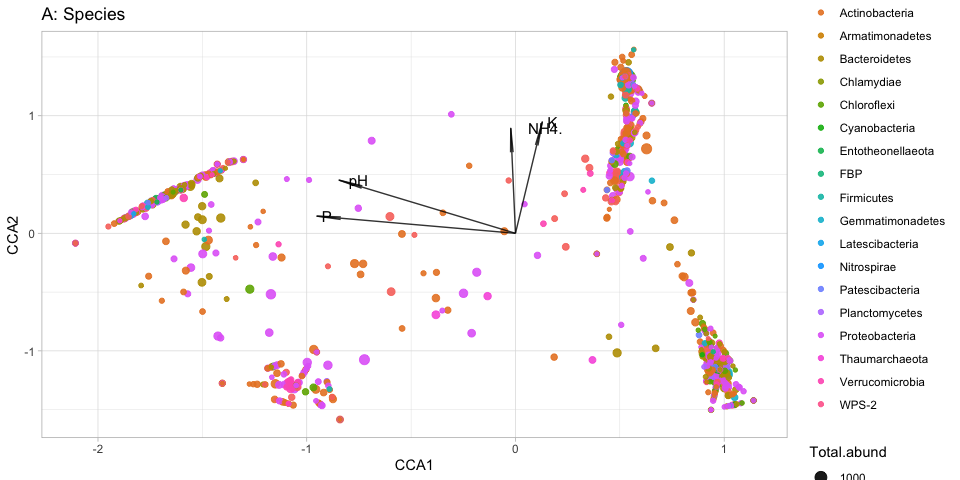 A: Species
CCA2
1
0
-1
-2
-1
0
1
CCA1
pH
P
NH4.
K
Actinobacteria
Armatimonadetes
Bacteroidetes
Chlamydiae
Chloroflexi
Cyanobacteria
Entotheonellaeota
FBP
Firmicutes
Gemmatimonadetes
Latescibacteria
Nitrospirae
Patescibacteria
Planctomycetes
Proteobacteria
Thaumarchaeota
Verrucomicrobia
WPS-2
Total.abund
1000